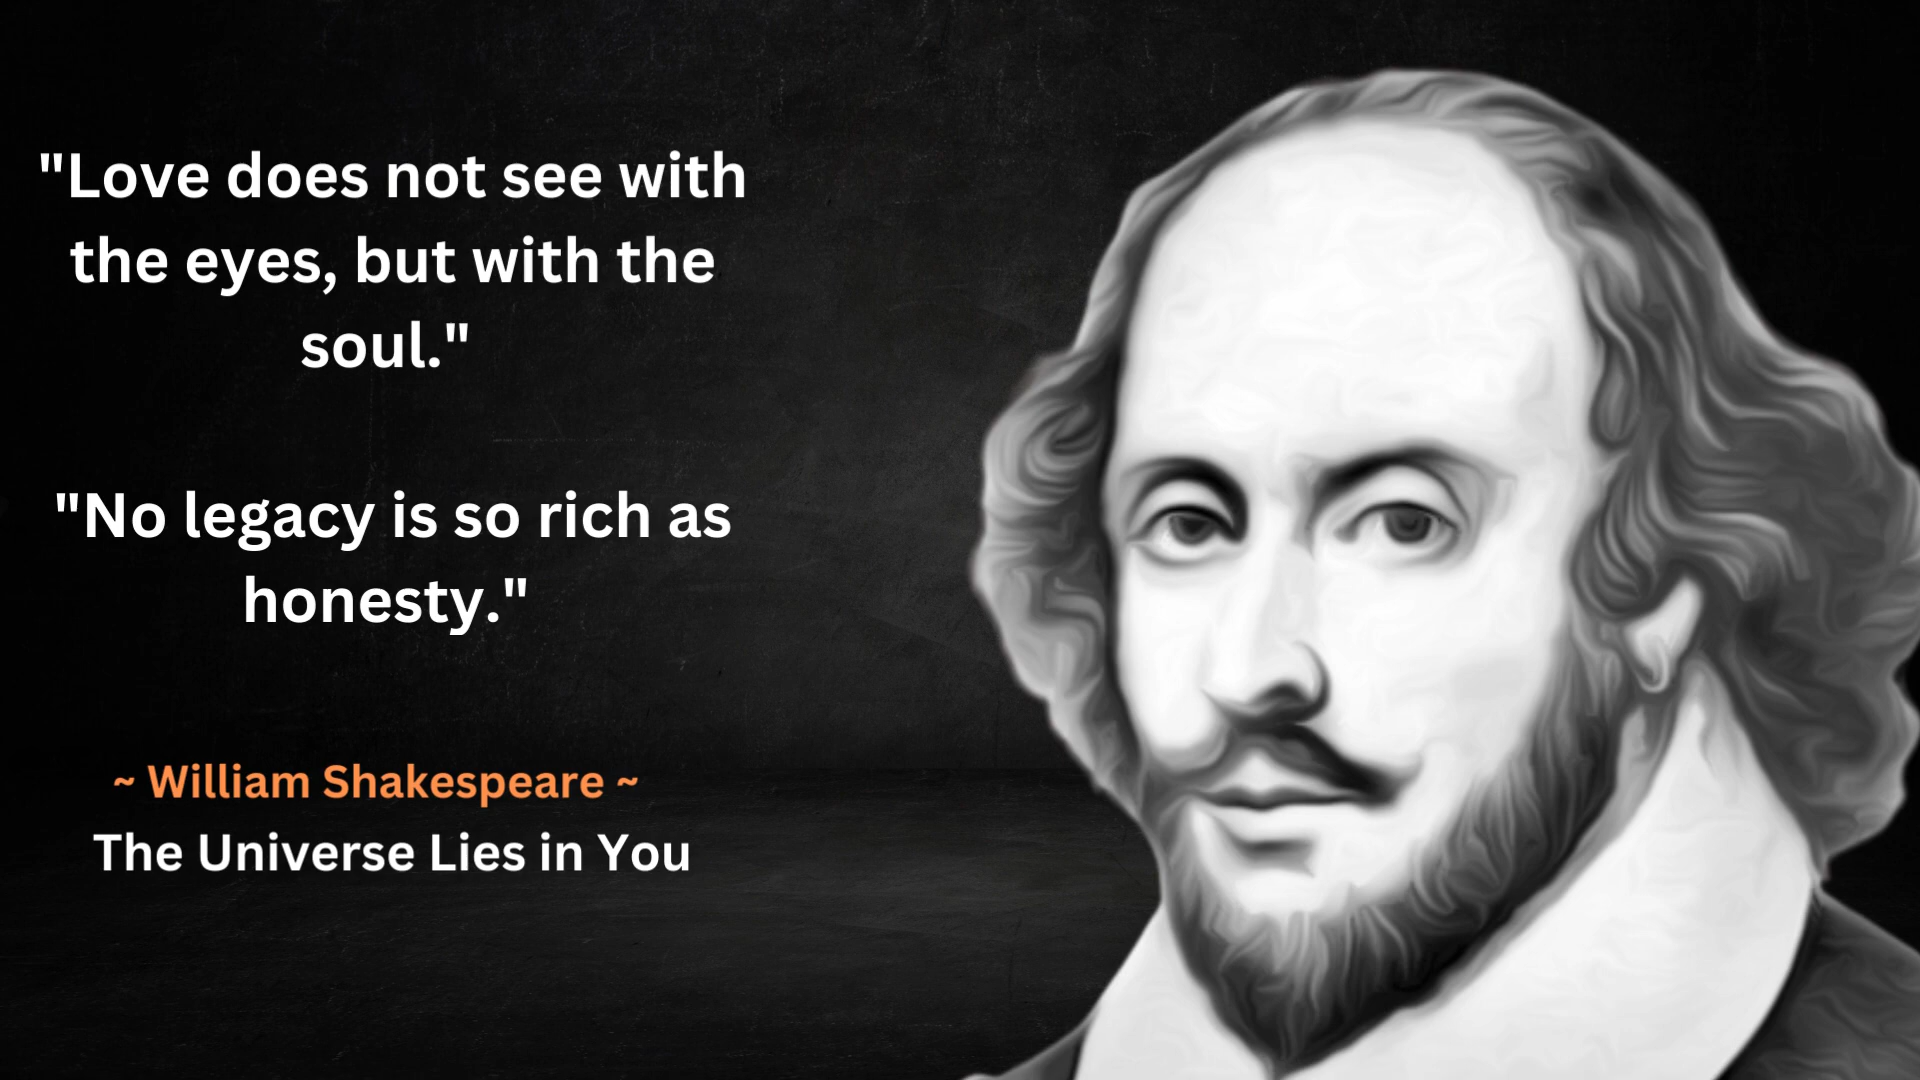 "Love does not see with
the eyes, but with the
soul."
"No legacy is so rich as
honesty."
~ William Shakespeare ~
The Universe Lies in You